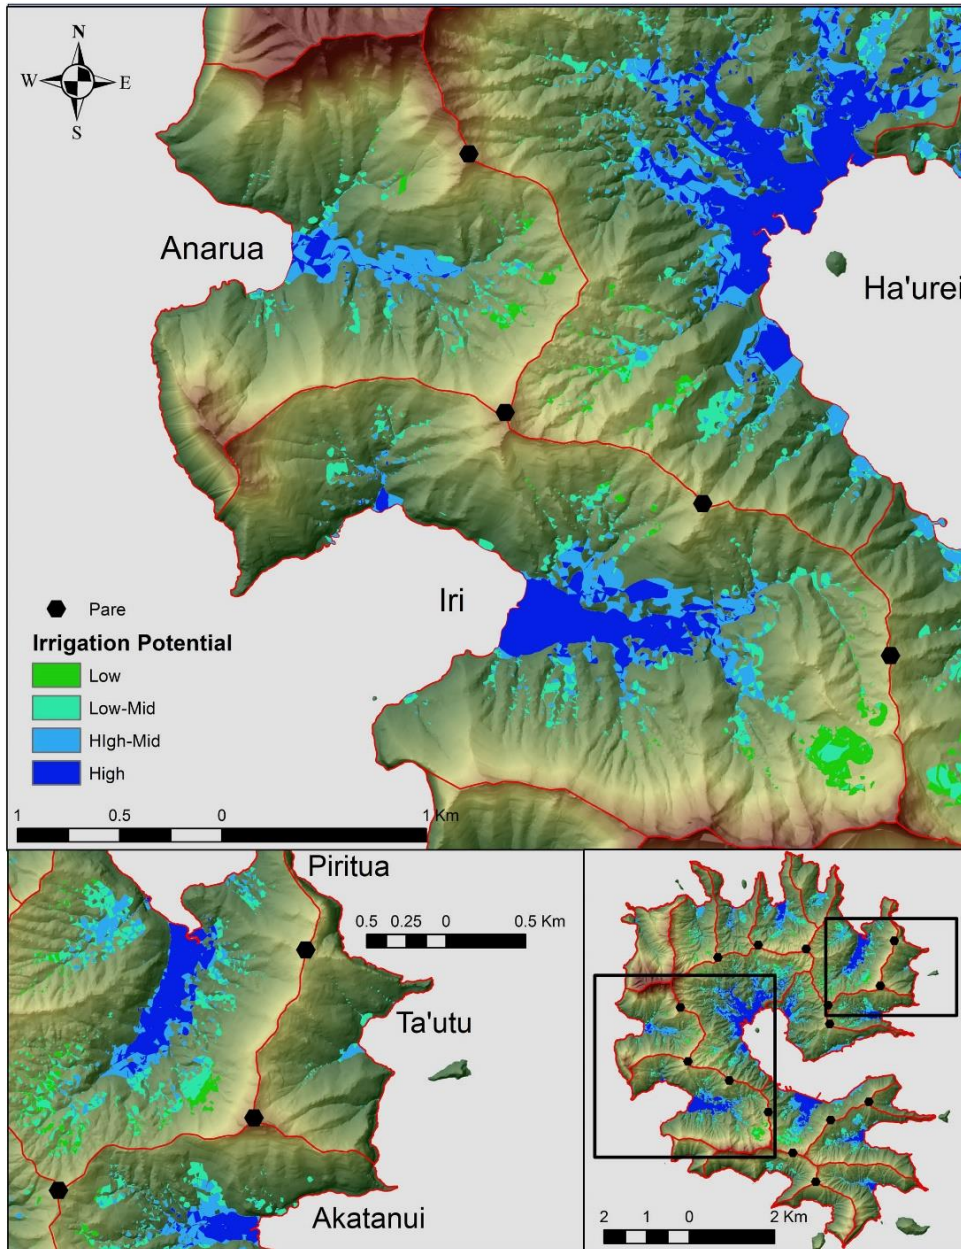 N
W E
S
Anarua
Ha'urei
Iri
Pare
Irrigation Potential
Low
Low-Mid
HIgh-Mid
High
1 0.5 0 1 Km
Piritua
0.5 0.25 0 0.5 Km
Ta'utu
Akatanui
2 1 0 2 Km